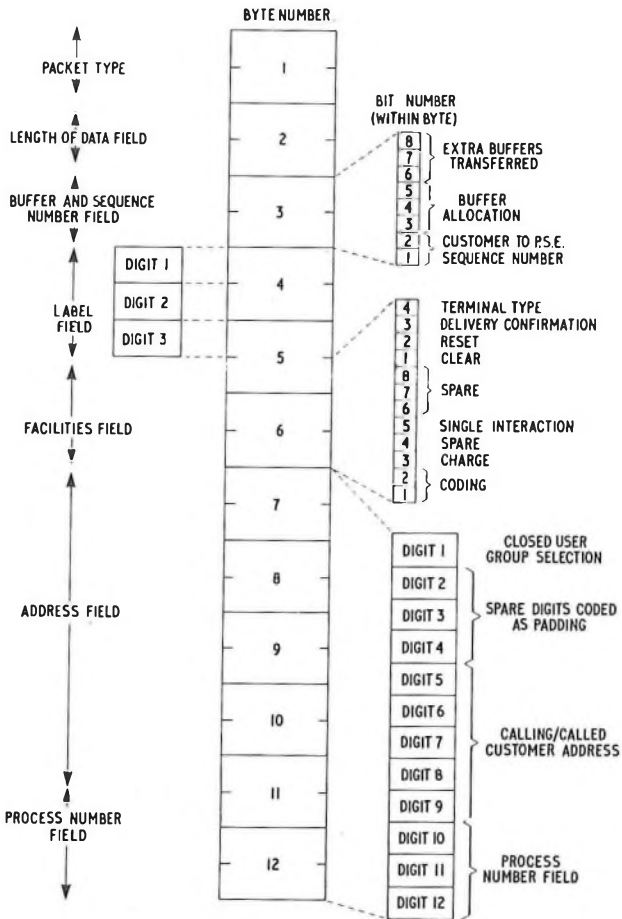 BYTE NUMBER
PACKET TYPE
LENGTH OF DATA FIELD
BUFFER AND SEQUENCE
NUMBER FIELD
LABEL
FIELD
FACILITIES FIELD
ADDRESS FIELD
PROCESS NUMBER
FIELD
DIGIT 1
DIGIT 2
DIGIT 3
1
2
3
4
5
6
7
8
9
10
11
12
BIT NUMBER
(WITHIN BYTE)
8
7
6
EXTRA BUFFERS
TRANSFERRED
5
4
3
BUFFER
ALLOCATION
2
1
CUSTOMER TO P.S.E.
SEQUENCE NUMBER
4 TERMINAL TYPE
3 DELIVERY CONFIRMATION
2 RESET
1 CLEAR
8
7
6
SPARE
5 SINGLE INTERACTION
4 SPARE
3 CHARGE
2
1
CODING
DIGIT 1
CLOSED USER
GROUP SELECTION
DIGIT 2
DIGIT 3
DIGIT 4
SPARE DIGITS CODED
AS PADDING
DIGIT 5
DIGIT 6
DIGIT 7
DIGIT 8
DIGIT 9
CALLING/CALLED
CUSTOMER ADDRESS
DIGIT 10
DIGIT 11
DIGIT 12
PROCESS
NUMBER FIELD